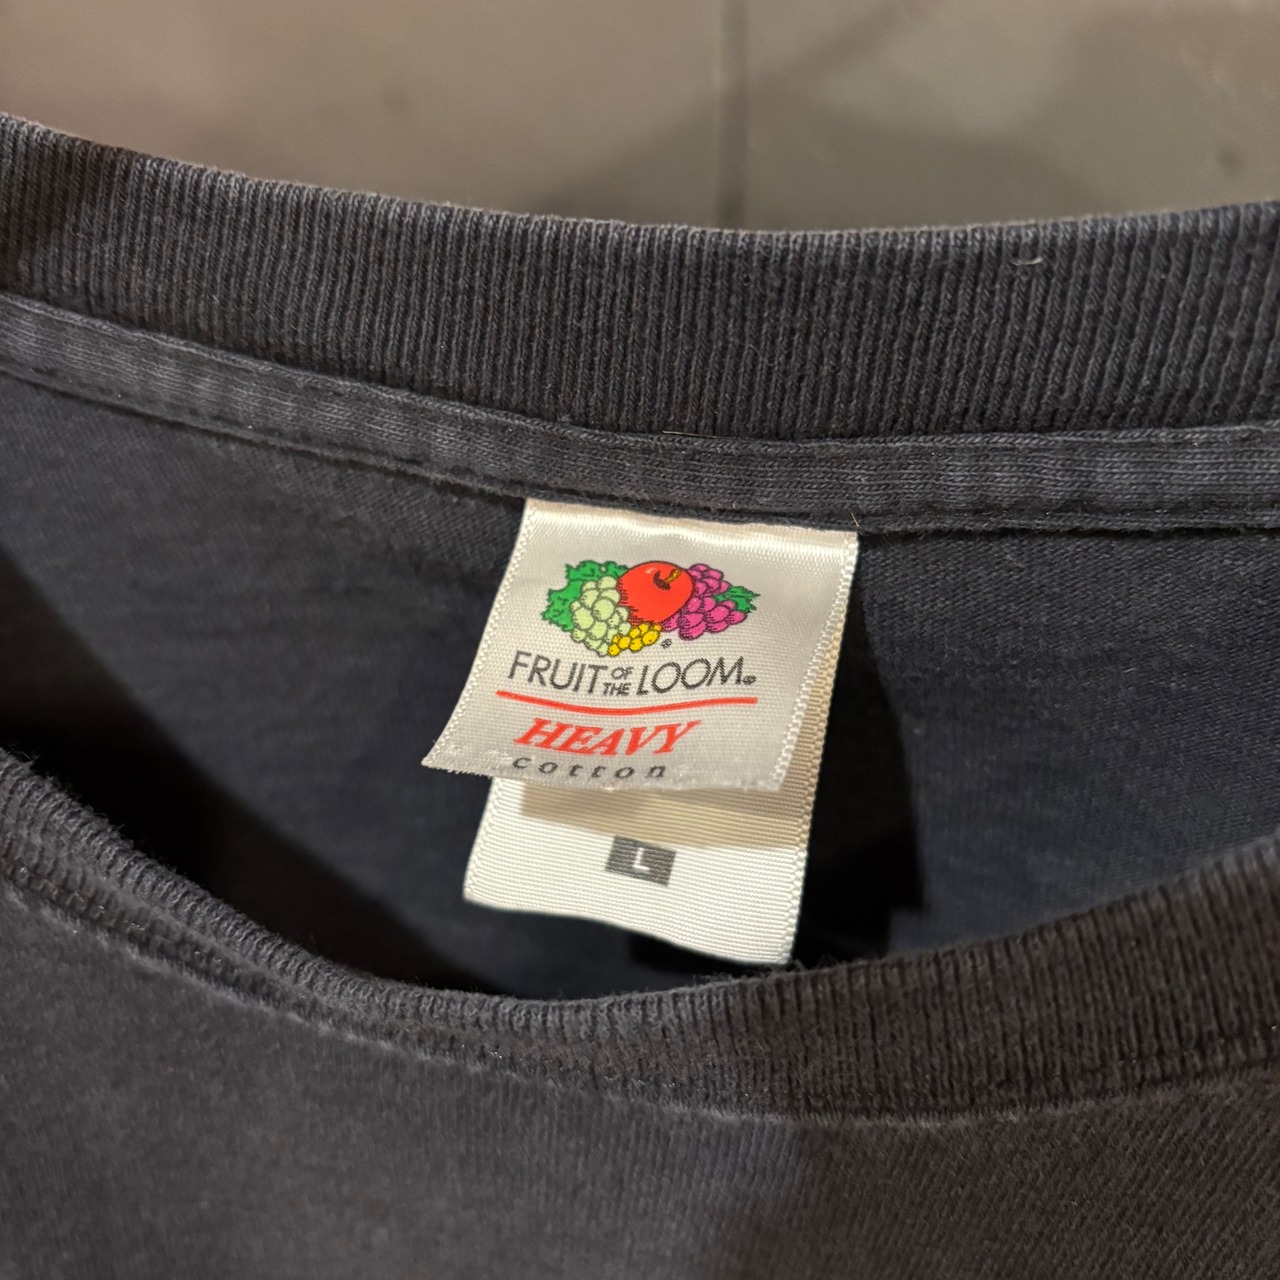 FRUIT OF THE LOOM®
HEAVY
cotton
L